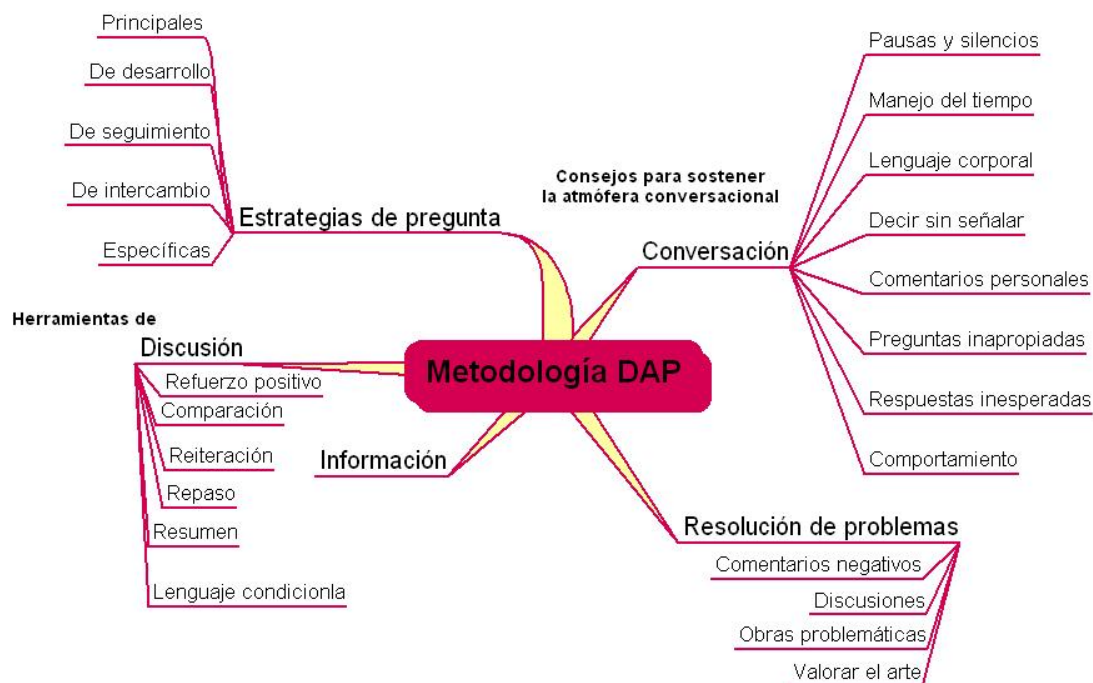 Principales
De desarrollo
De seguimiento
De intercambio
Específicas
Estrategias de pregunta
Herramientas de
Discusión
Refuerzo positivo
Comparación
Reiteración
Repaso
Resumen
Lenguaje condicionla
Información
Metodología DAP
Consejos para sostener
la atmófera conversacional
Conversación
Pausas y silencios
Manejo del tiempo
Lenguaje corporal
Decir sin señalar
Comentarios personales
Preguntas inapropiadas
Respuestas inesperadas
Comportamiento
Resolución de problemas
Comentarios negativos
Discusiones
Obras problemáticas
Valorar el arte